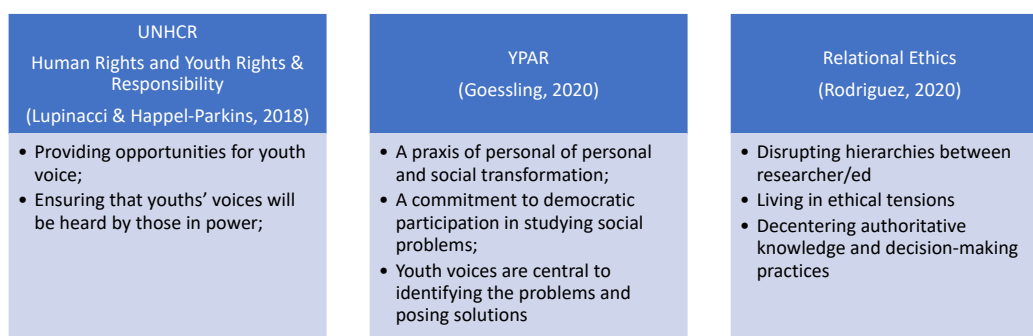 UNHCR
Human Rights and Youth Rights &
Responsibility
(Lupinacci & Happel-Parkins, 2018)
• Providing opportunities for youth
voice;
• Ensuring that youths’ voices will
be heard by those in power;
YPAR
(Goessling, 2020)
• A praxis of personal of personal
and social transformation;
• A commitment to democratic
participation in studying social
problems;
• Youth voices are central to
identifying the problems and
posing solutions
Relational Ethics
(Rodriguez, 2020)
• Disrupting hierarchies between
researcher/ed
• Living in ethical tensions
• Decentering authoritative
knowledge and decision-making
practices